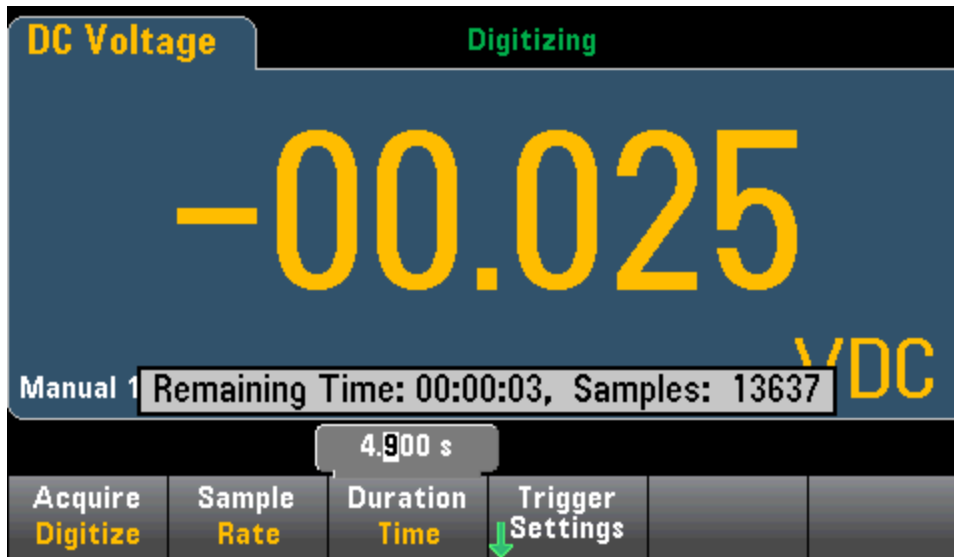 DC Voltage
Digitizing
-00.025
VDC
Manual 1
Remaining Time: 00:00:03, Samples: 13637
4.900 s
Acquire
Digitize
Sample
Rate
Duration
Time
Trigger
Settings